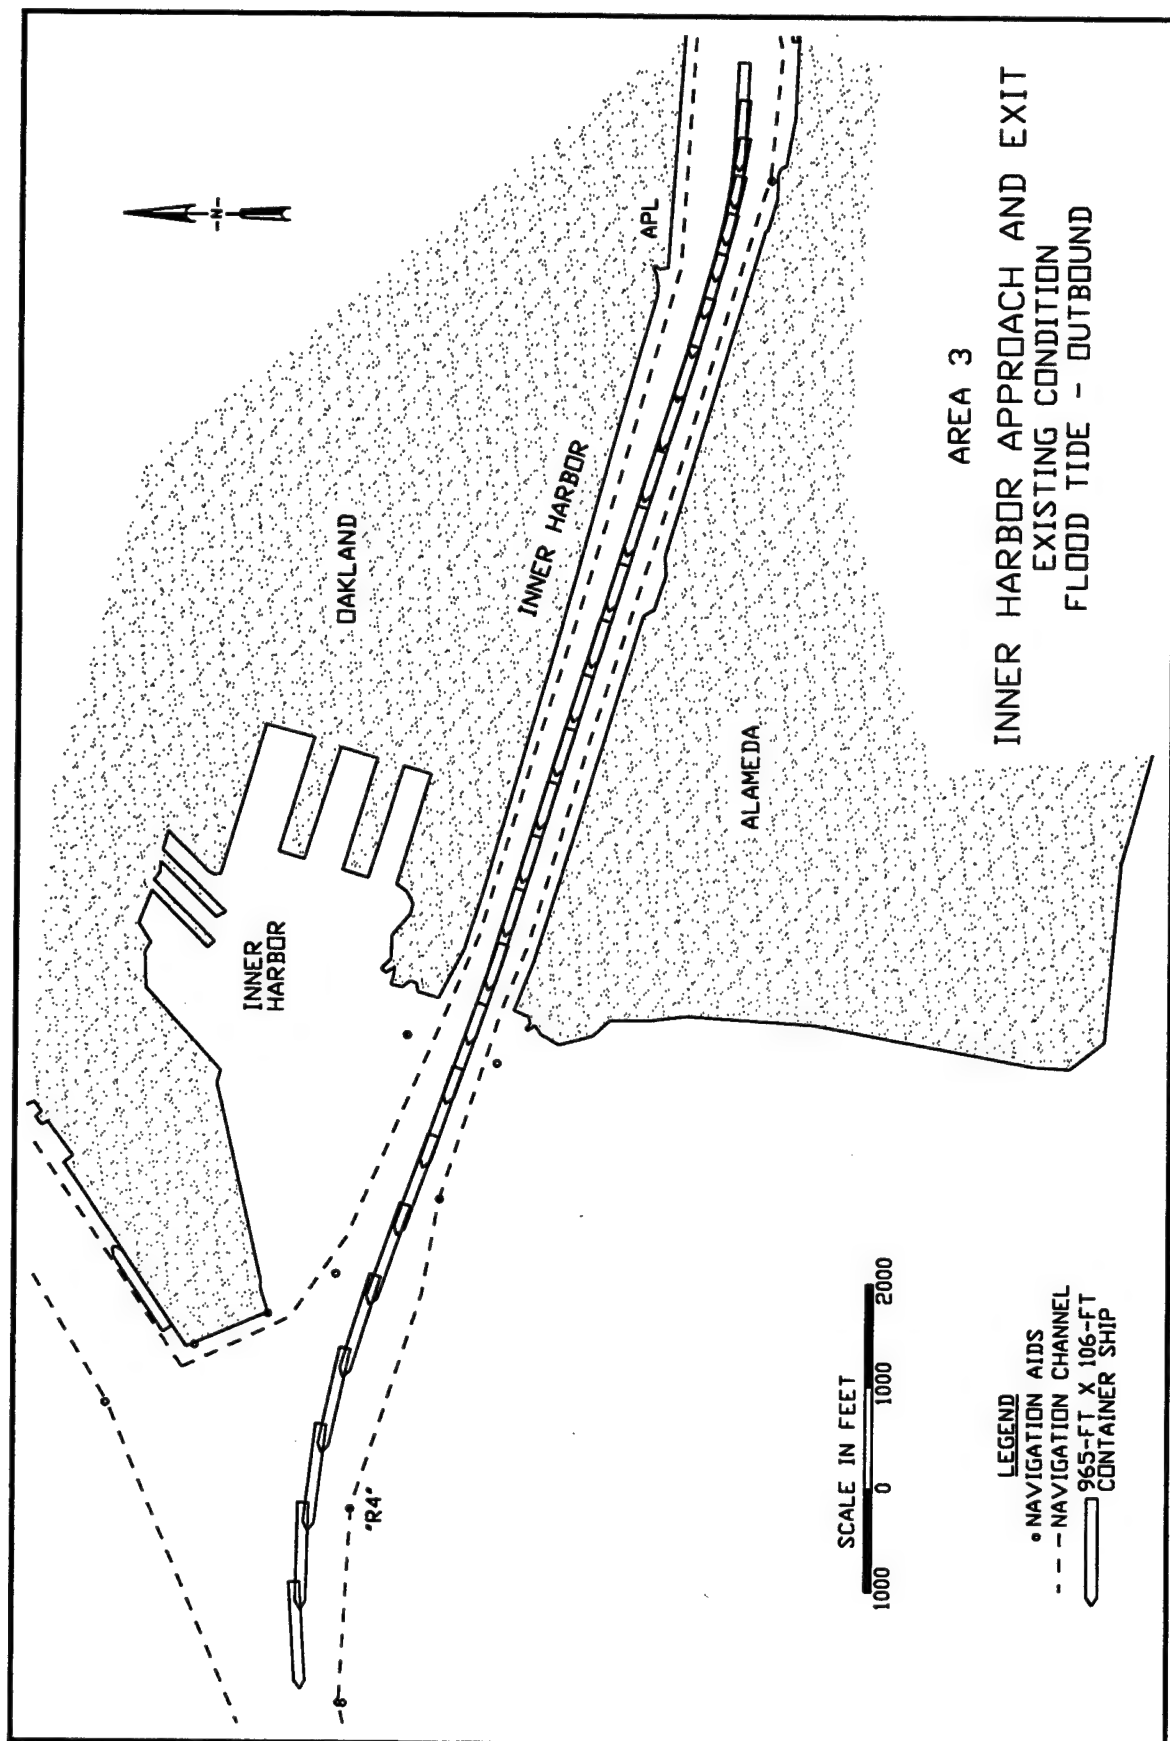 -N-
OAKLAND
INNER
HARBOR
INNER HARBOR
APL
ALAMEDA
"R4"
AREA 3
INNER HARBOR APPROACH AND EXIT
EXISTING CONDITION
FLOOD TIDE - OUTBOUND
SCALE IN FEET
1000 0 1000 2000
LEGEND
NAVIGATION AIDS
NAVIGATION CHANNEL
965-FT X 106-FT
CONTAINER SHIP